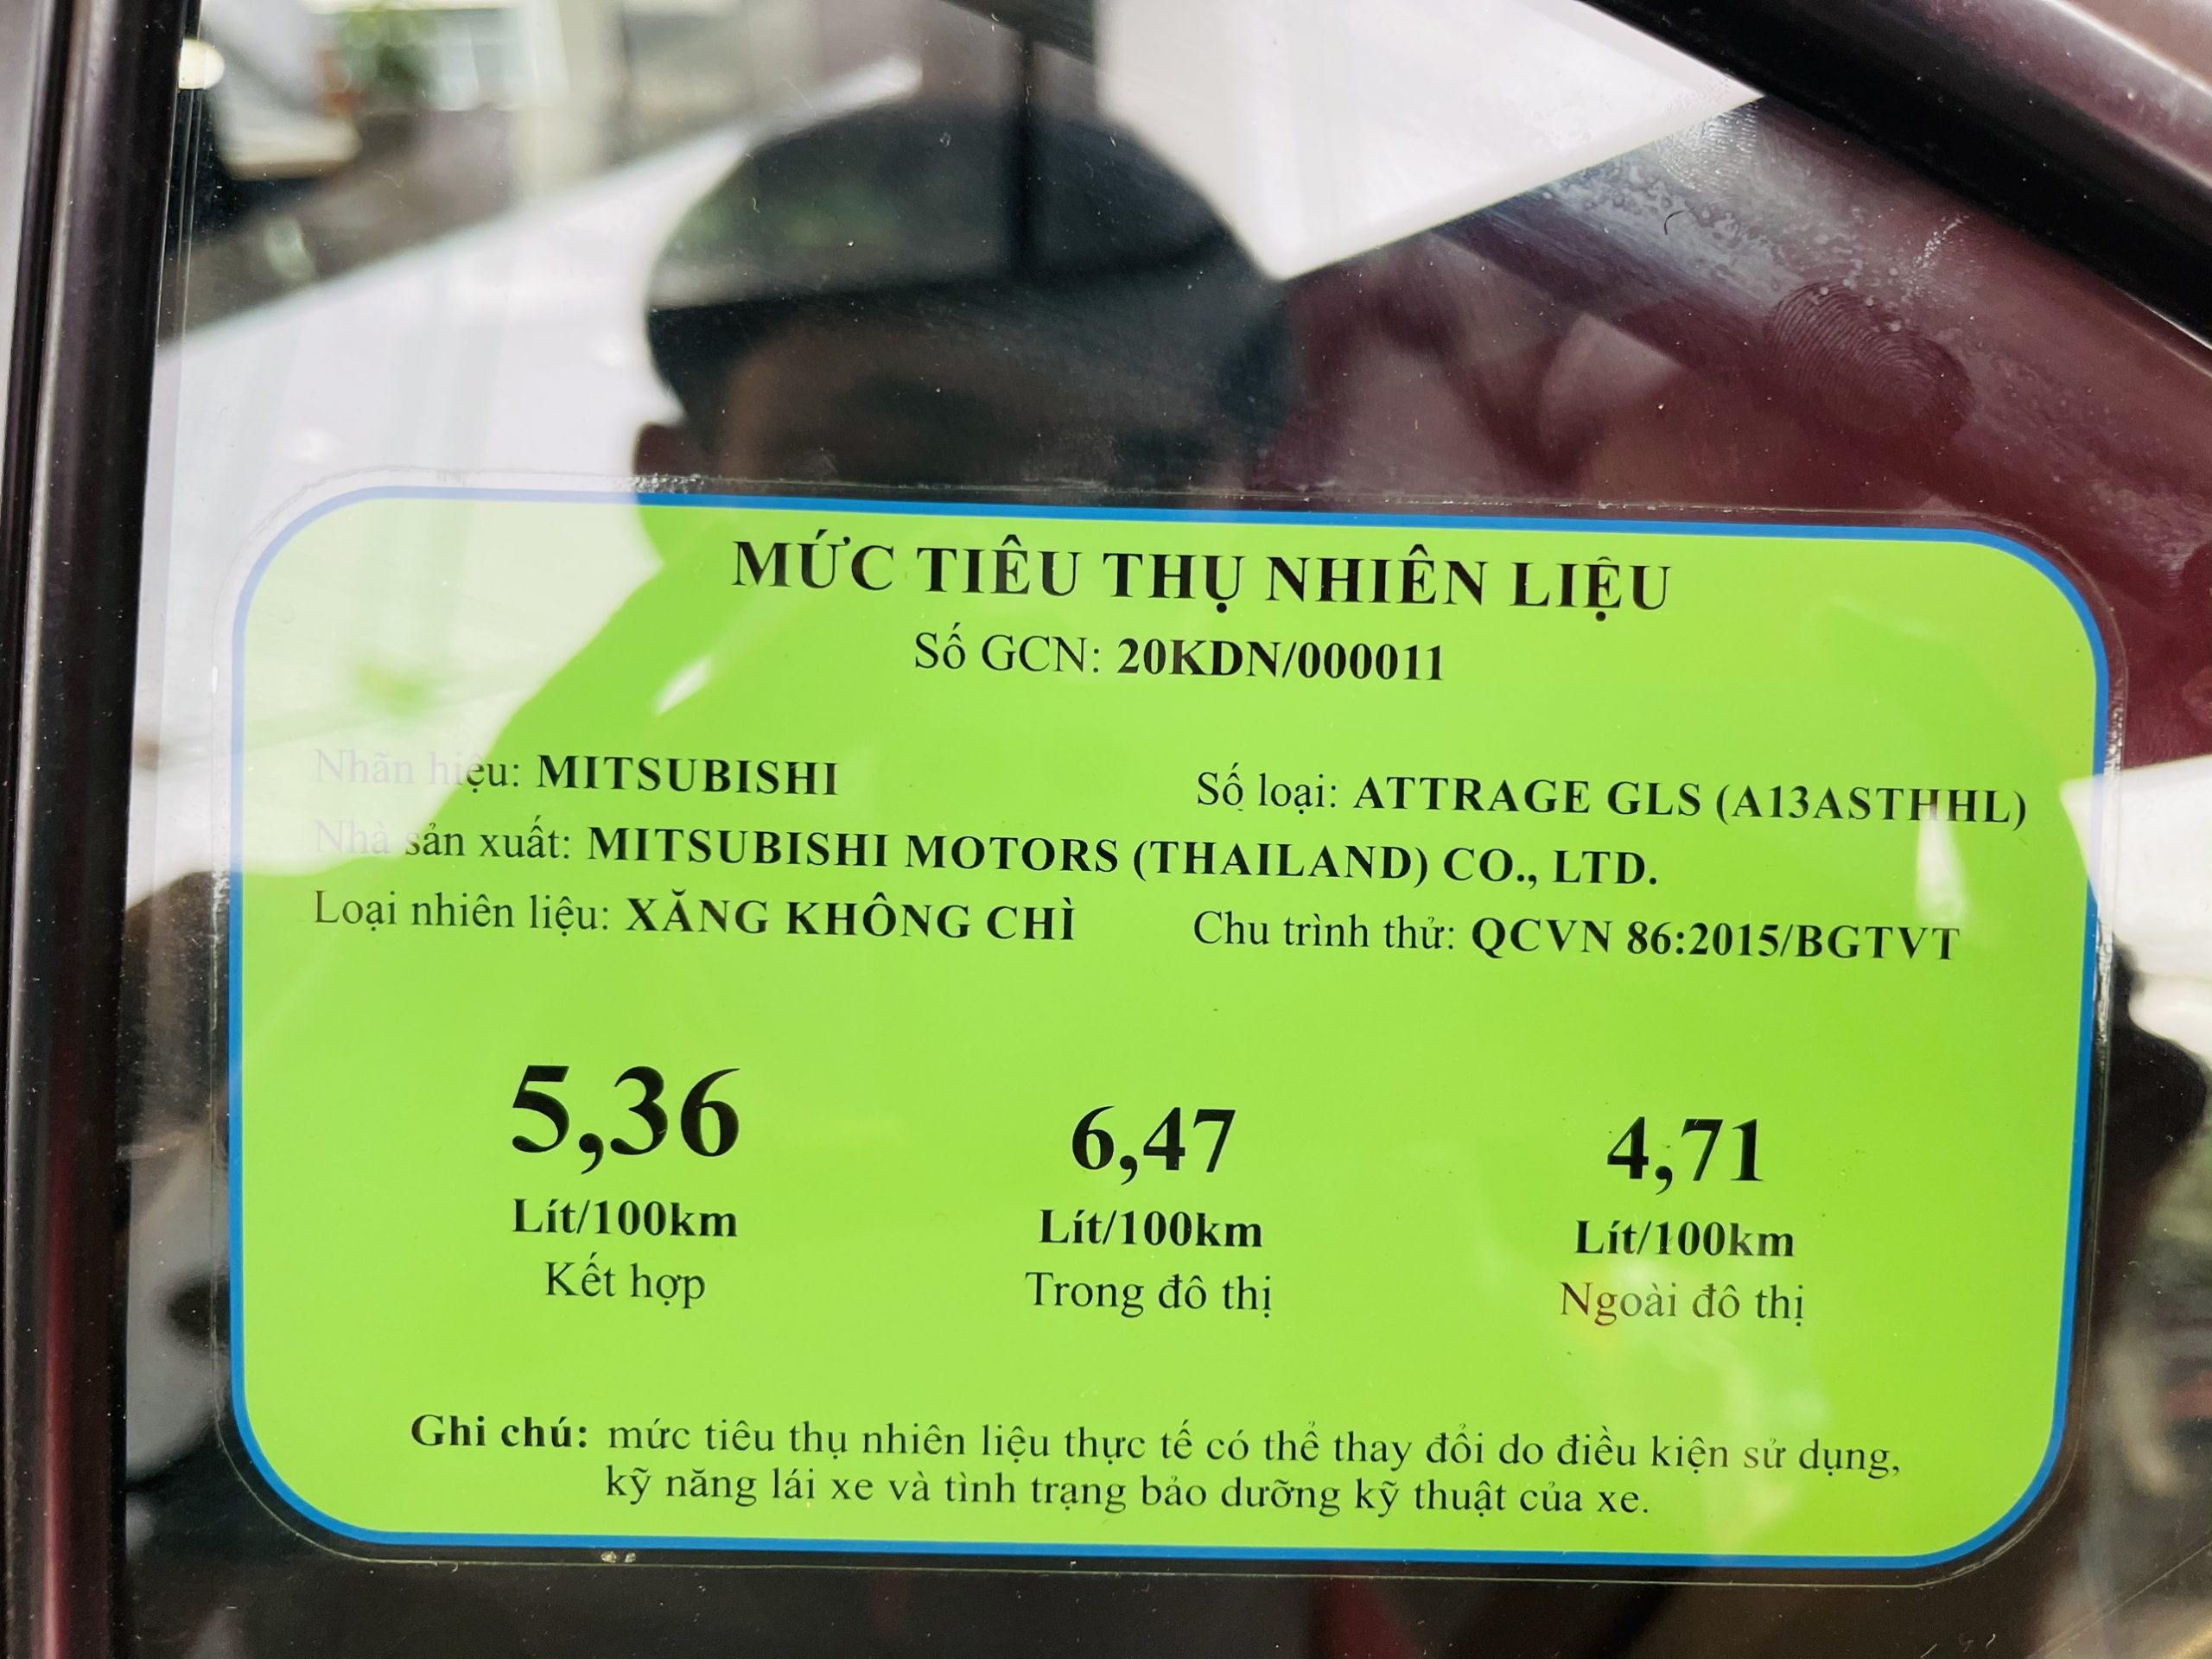 MỨC TIÊU THỤ NHIÊN LIỆU
Số GCN: 20KDN/000011
Nhãn hiệu: MITSUBISHI
Số loại: ATTRAGE GLS (A13ASTHHL)
Nhà sản xuất: MITSUBISHI MOTORS (THAILAND) CO., LTD.
Loại nhiên liệu: XĂNG KHÔNG CHÌ
Chu trình thử: QCVN 86:2015/BGTVT
5,36
Lít/100km
Kết hợp
6,47
Lít/100km
Trong đô thị
4,71
Lít/100km
Ngoài đô thị
Ghi chú: mức tiêu thụ nhiên liệu thực tế có thể thay đổi do điều kiện sử dụng,
kỹ năng lái xe và tình trạng bảo dưỡng kỹ thuật của xe.